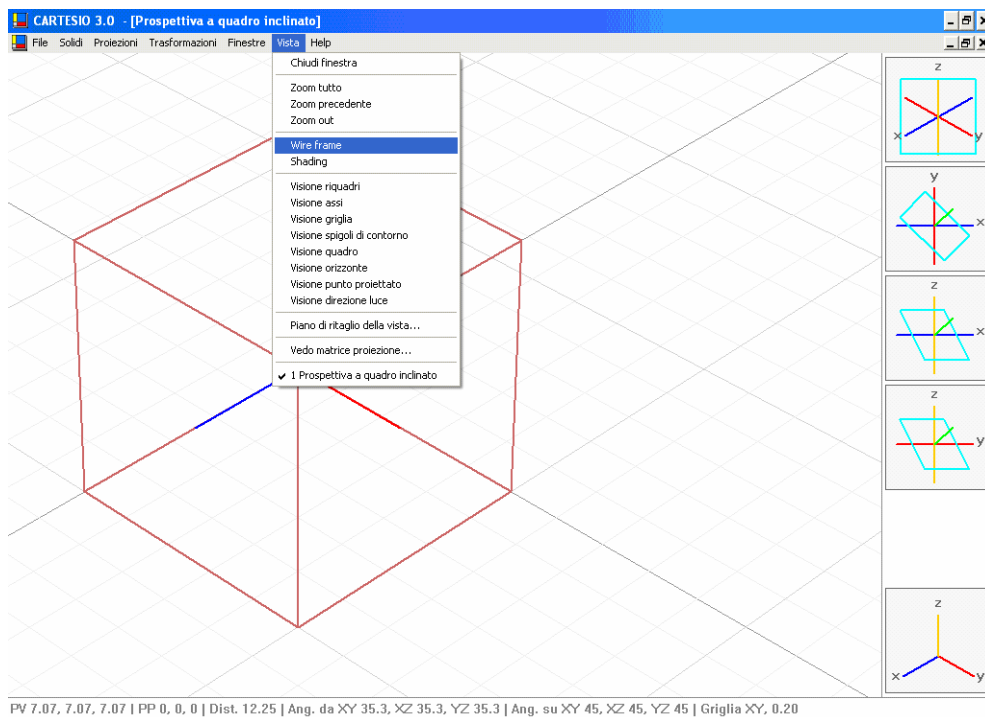 CARTESIO 3.0 - [Prospettiva a quadro inclinato]
File Solidi Proiezioni Trasformazioni Finestre Vista Help
Chiudi finestra
Zoom tutto
Zoom precedente
Zoom out
Wire frame
Shading
Visione riquadri
Visione assi
Visione griglia
Visione spigoli di contorno
Visione quadro
Visione orizzonte
Visione punto proiettato
Visione direzione luce
Piano di ritaglio della vista...
Vedo matrice proiezione...
1 Prospettiva a quadro inclinato
z
x y
y
x
z
x
z
y
z
x y
PV 7.07, 7.07, 7.07 | PP 0, 0, 0 | Dist. 12.25 | Ang. da XY 35.3, XZ 35.3, YZ 35.3 | Ang. su XY 45, XZ 45, YZ 45 | Griglia XY, 0.20